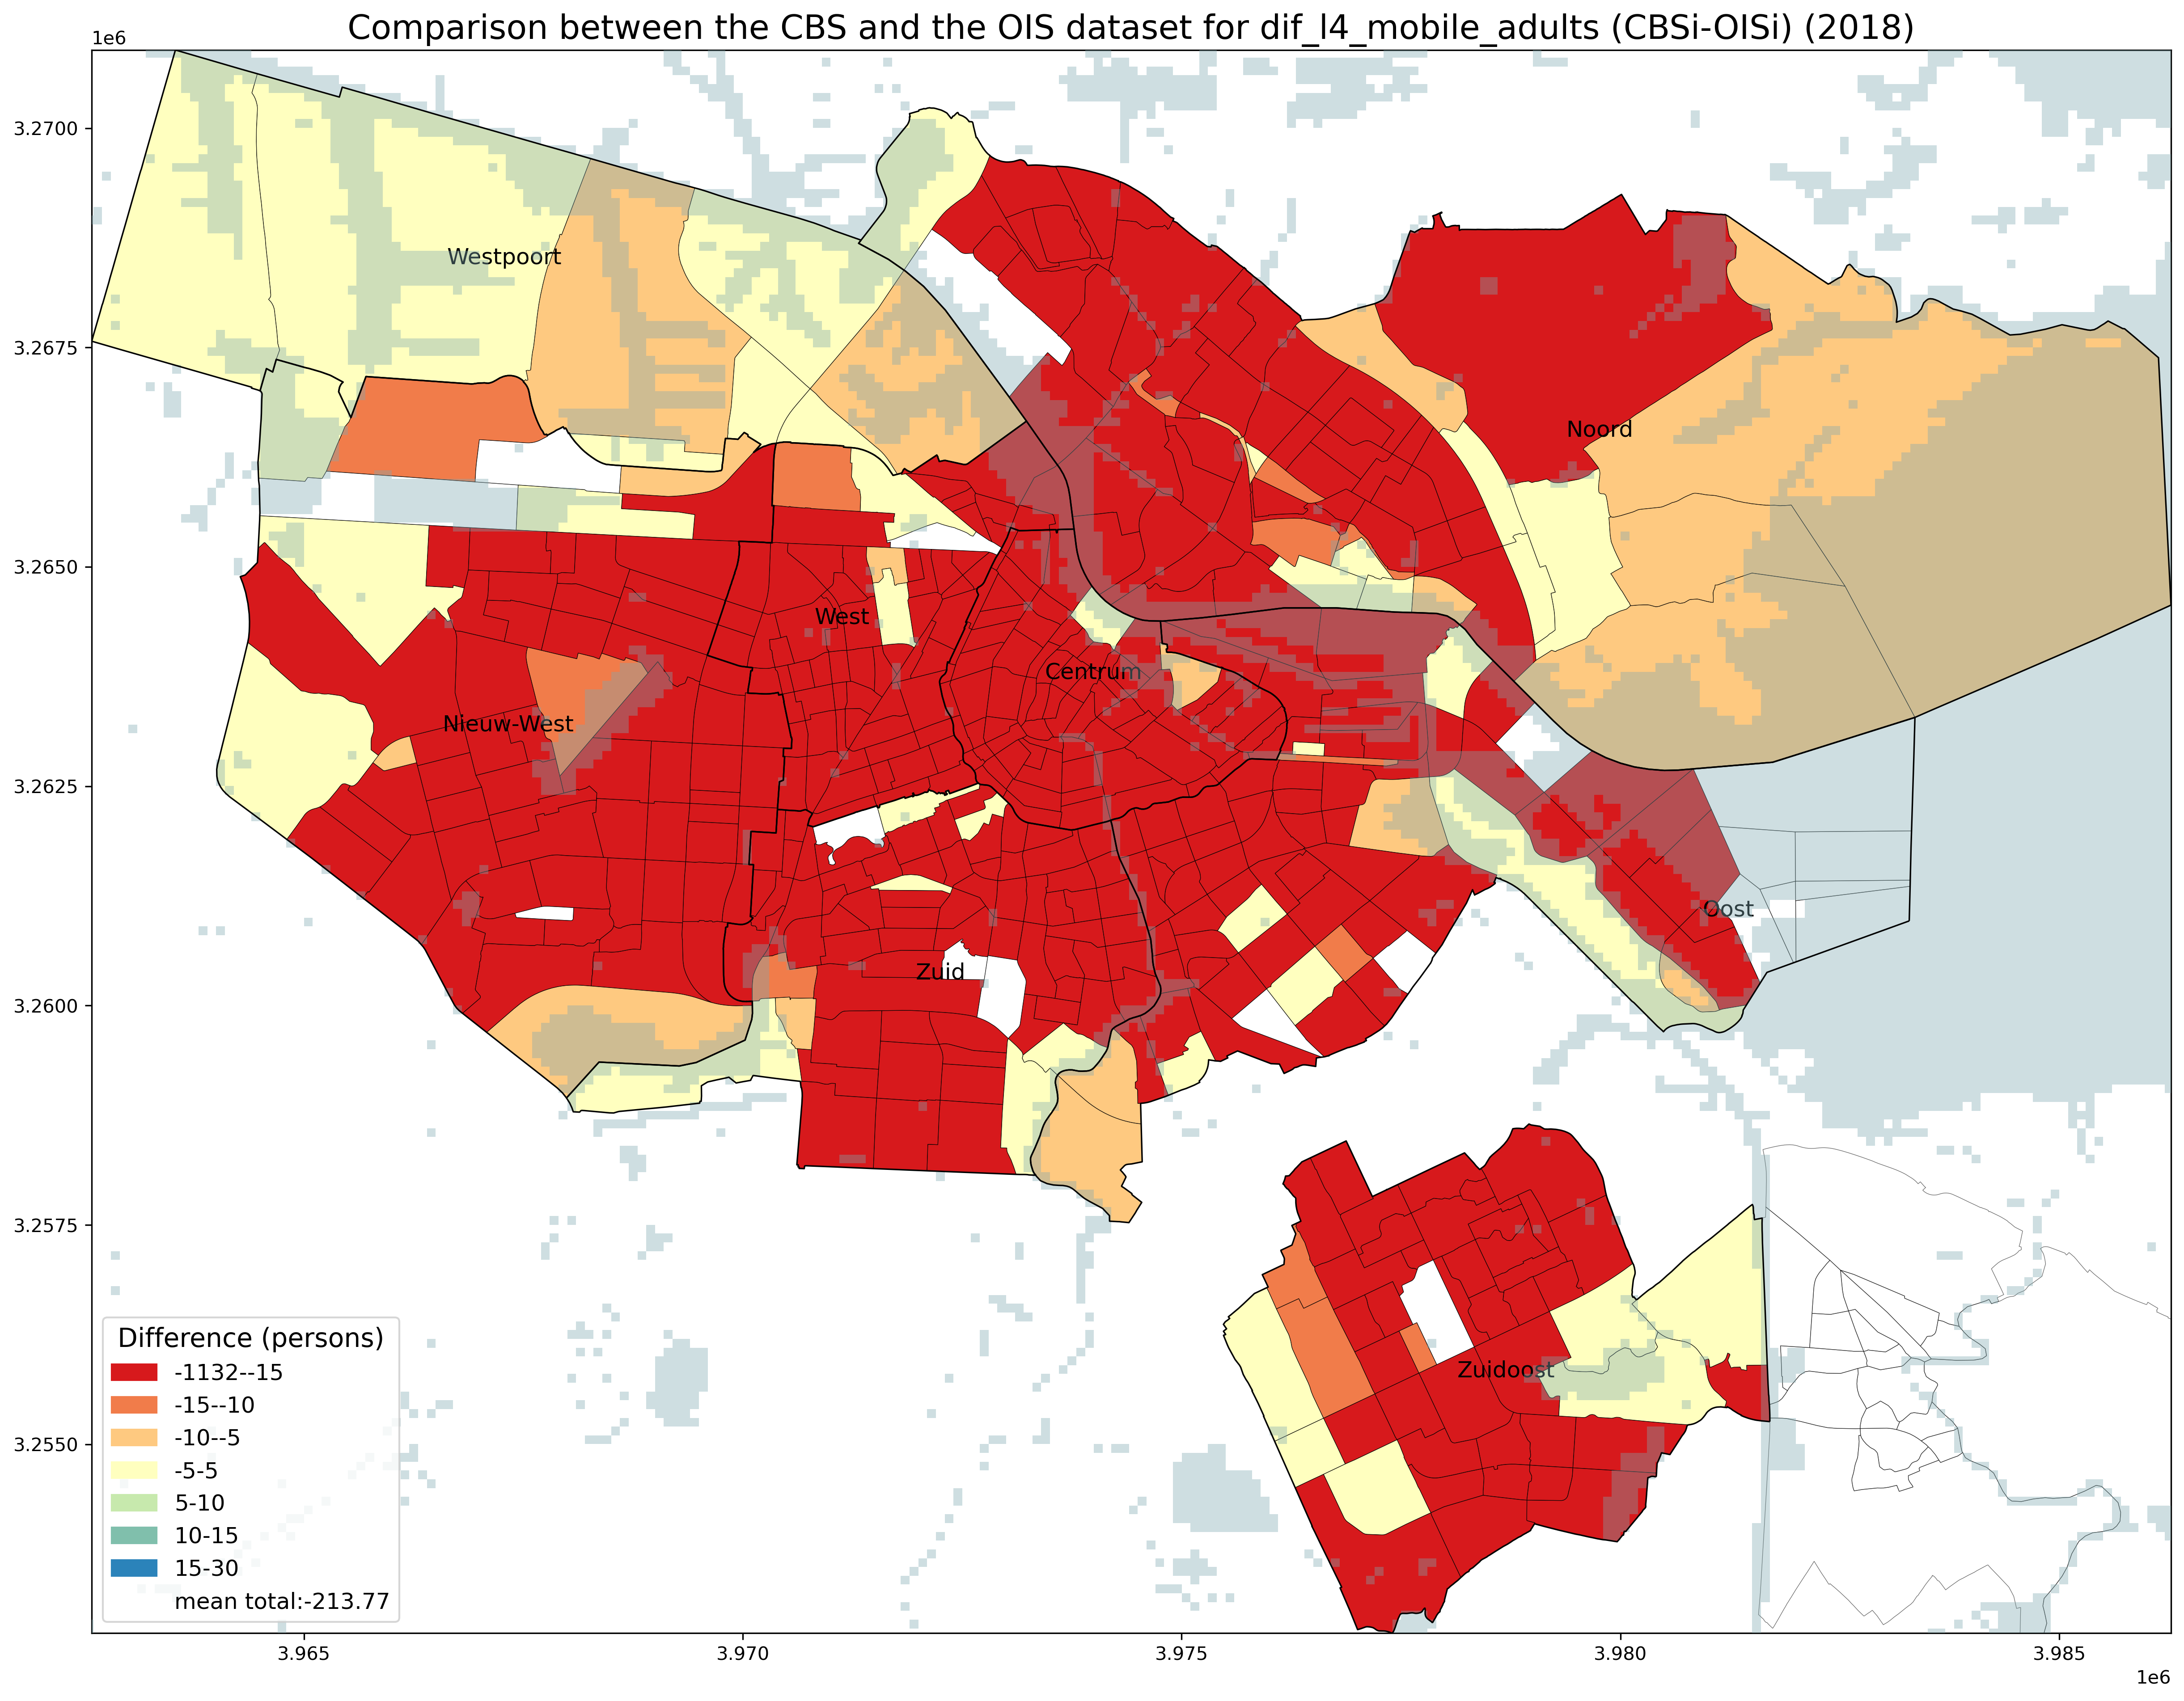 Comparison between the CBS and the OIS dataset for dif_l4_mobile_adults (CBSi-OISi) (2018)
1e6
3.2700
3.2675
3.2650
3.2625
3.2600
3.2575
3.2550
Westpoort
Noord
West
Centrum
Nieuw-West
Oost
Zuid
Zuidoost
Difference (persons)
-1132--15
-15--10
-10--5
-5-5
5-10
10-15
15-30
mean total:-213.77
3.965
3.970
3.975
3.980
3.985
1e6